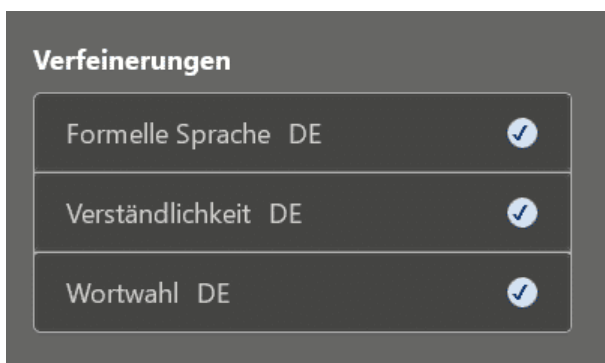 Verfeinerungen
Formelle Sprache DE
Verständlichkeit DE
Wortwahl DE